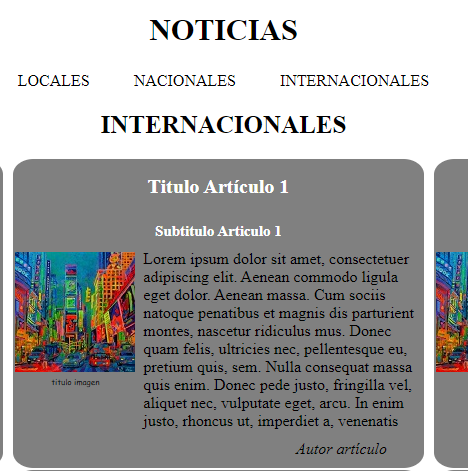 NOTICIAS
LOCALES NACIONALES INTERNACIONALES
INTERNACIONALES
Titulo Artículo 1
Subtitulo Articulo 1
Lorem ipsum dolor sit amet, consectetuer
adipiscing elit. Aenean commodo ligula
eget dolor. Aenean massa. Cum sociis
natoque penatibus et magnis dis parturient
montes, nascetur ridiculus mus. Donec
quam felis, ultricies nec, pellentesque eu,
pretium quis, sem. Nulla consequat massa
quis enim. Donec pede justo, fringilla vel,
aliquet nec, vulputate eget, arcu. In enim
justo, rhoncus ut, imperdiet a, venenatis
titulo imagen
Autor artículo